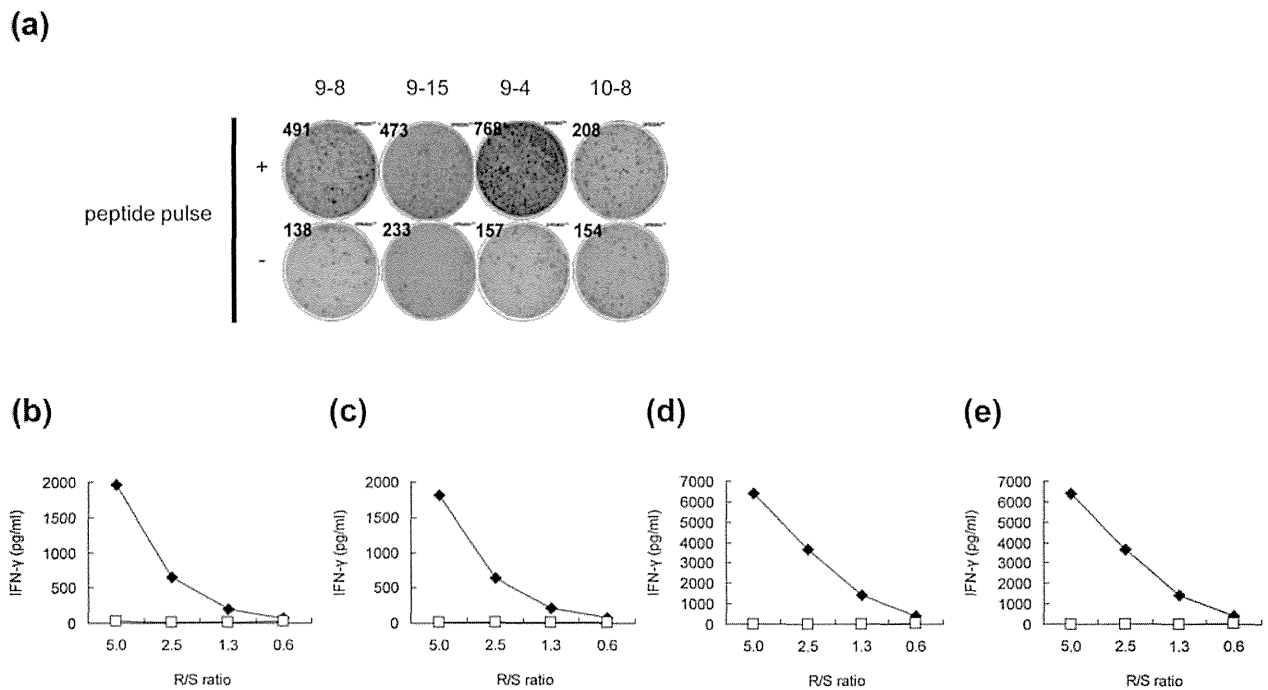 (a)
9-8 9-15 9-4 10-8
peptide pulse
+
491 473 768 208
-
138 233 157 154
(b)
IFN-γ (pg/ml)
2000
1500
1000
500
0
5.0 2.5 1.3 0.6
R/S ratio
(c)
IFN-γ (pg/ml)
2000
1500
1000
500
0
5.0 2.5 1.3 0.6
R/S ratio
(d)
IFN-γ (pg/ml)
7000
6000
5000
4000
3000
2000
1000
0
5.0 2.5 1.3 0.6
R/S ratio
(e)
IFN-γ (pg/ml)
7000
6000
5000
4000
3000
2000
1000
0
5.0 2.5 1.3 0.6
R/S ratio